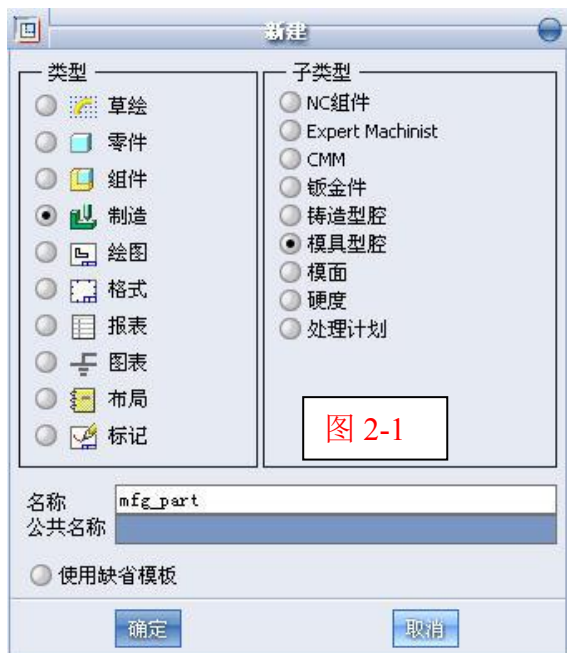 新建
类型
草绘
零件
组件
制造
绘图
格式
报表
图表
布局
标记
子类型
NC组件
Expert Machinist
CMM
钣金件
铸造型腔
模具型腔
模面
硬度
处理计划
图 2-1
名称 mfg_part
公共名称
使用缺省模板
确定 取消